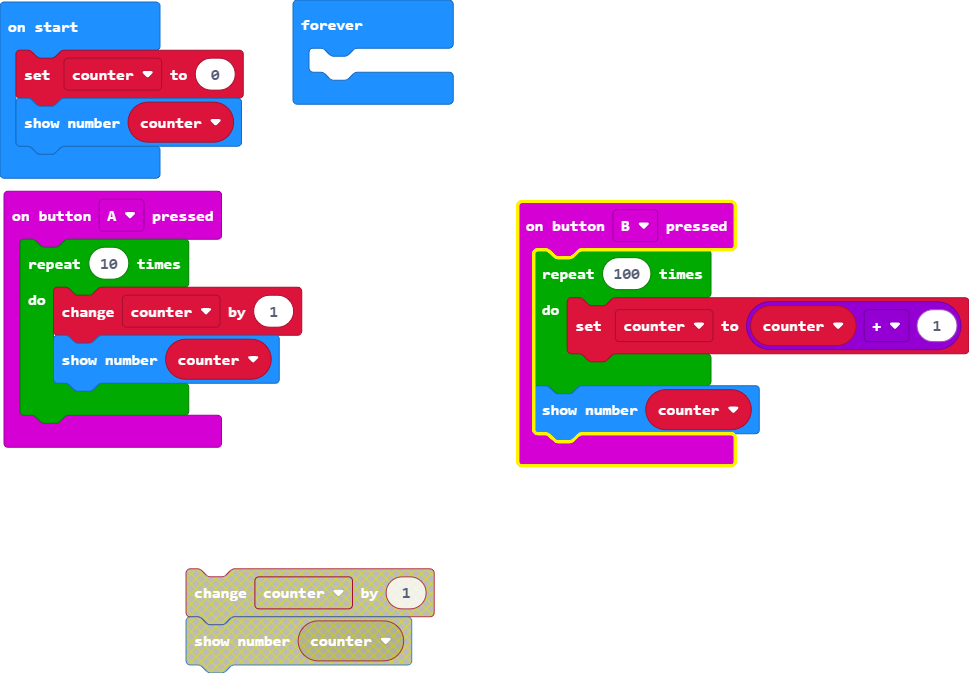 on start
set counter to 0
show number counter
forever
on button A pressed
repeat 10 times
do
change counter by 1
show number counter
on button B pressed
repeat 100 times
do
set counter to counter + 1
show number counter
change counter by 1
show number counter